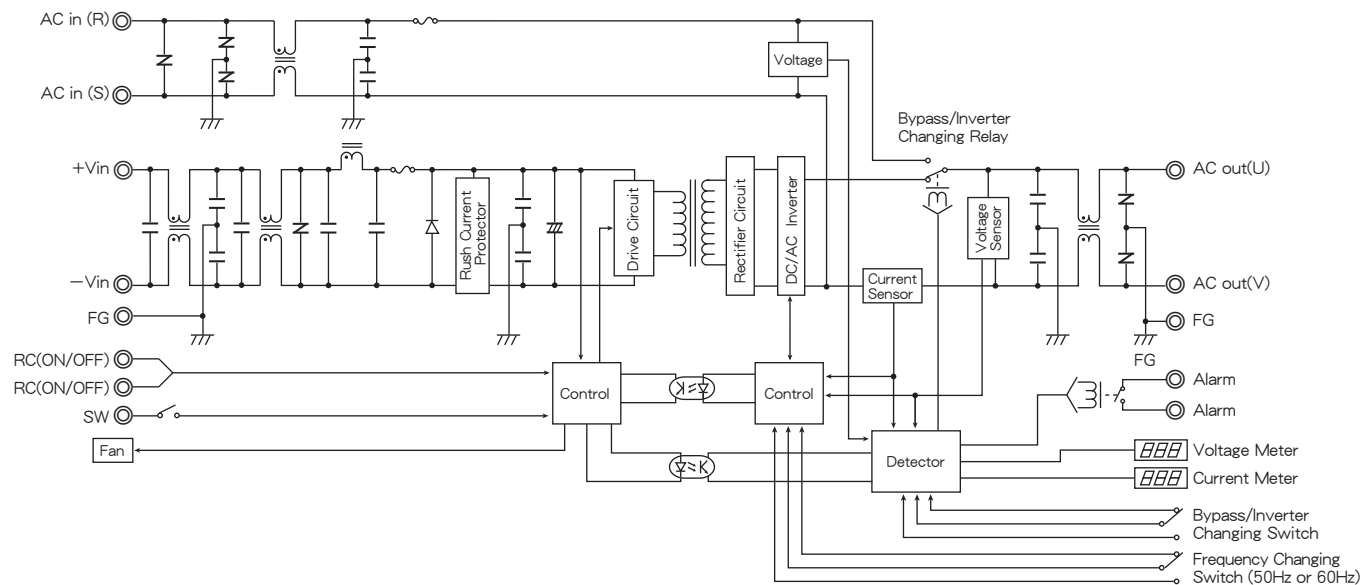 AC in (R)
AC in (S)
Voltage
Bypass/Inverter
Changing Relay
+Vin
−Vin
FG
Rush Current
Protector
Drive Circuit
Rectifier Circuit
DC/AC Inverter
Current
Sensor
Voltage
Sensor
AC out(U)
AC out(V)
FG
FG
RC(ON/OFF)
RC(ON/OFF)
SW
Fan
Control
Control
Detector
Alarm
Alarm
Voltage Meter
Current Meter
Bypass/Inverter
Changing Switch
Frequency Changing
Switch (50Hz or 60Hz)